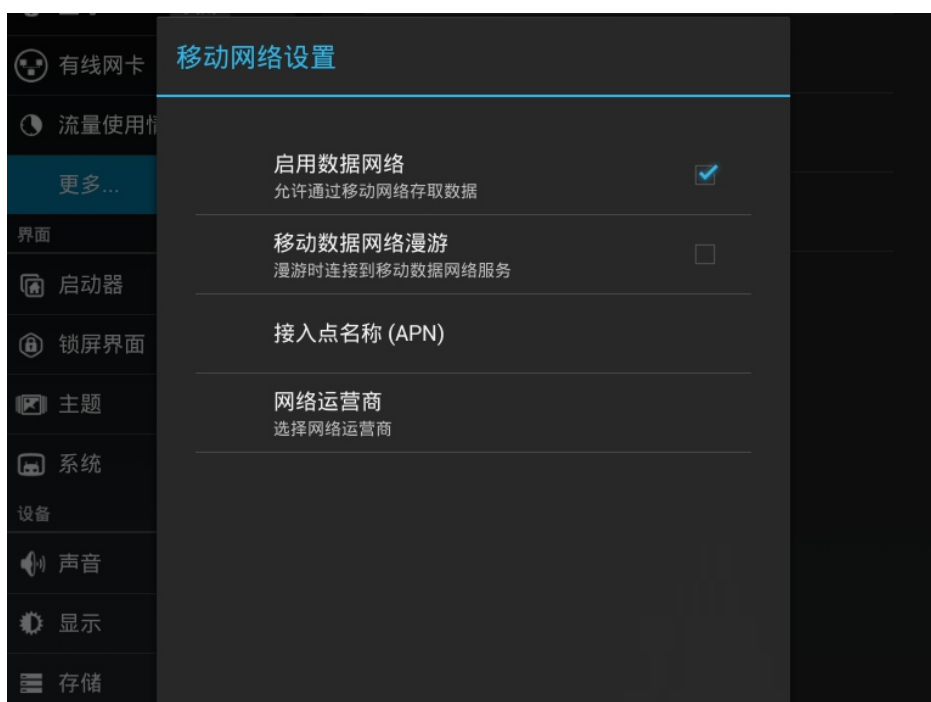 有线网卡
流量使用情
更多...
界面
启动器
锁屏界面
主题
系统
设备
声音
显示
存储
移动网络设置
启用数据网络
允许通过移动网络存取数据
移动数据网络漫游
漫游时连接到移动数据网络服务
接入点名称 (APN)
网络运营商
选择网络运营商